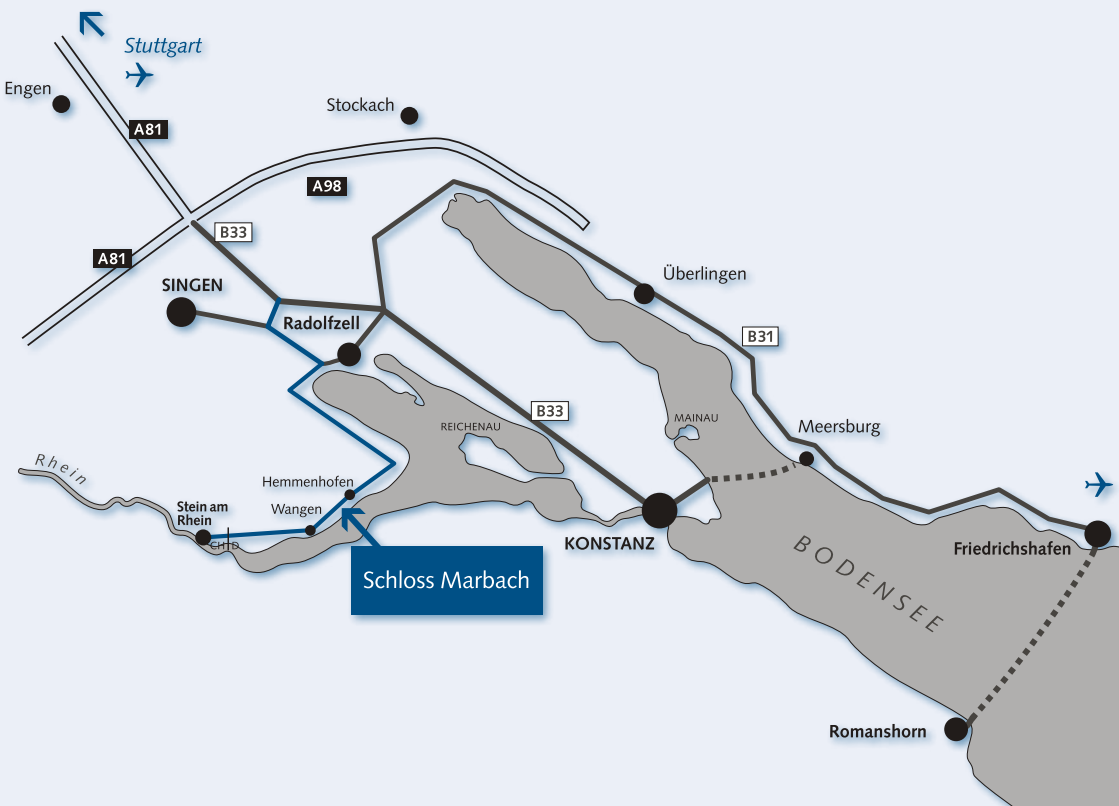 Stuttgart
Engen
A81
Stockach
A98
B33
A81
SINGEN
Überlingen
Radolfzell
B31
B33
MAINAU
REICHENAU
Meersburg
Rhein
Hemmenhofen
Wangen
Stein am
Rhein
CH D
KONSTANZ
BODENSEE
Friedrichshafen
Schloss Marbach
Romanshorn